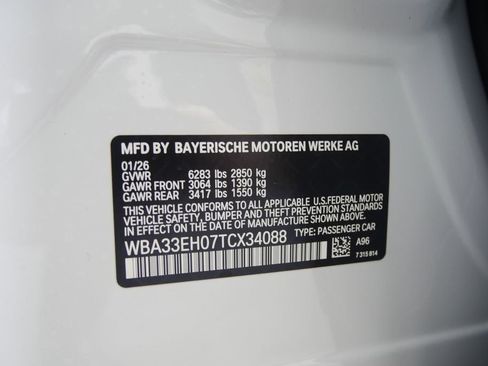 MFD BY BAYERISCHE MOTOREN WERKE AG
01/26
GVWR 6283 lbs 2850 kg
GAWR FRONT 3064 lbs 1390 kg
GAWR REAR 3417 lbs 1550 kg
THIS VEHICLE CONFORMS TO ALL APPLICABLE U.S.FEDERAL MOTOR
VEHICLE SAFETY, BUMPER, AND THEFT PREVENTION STANDARDS
IN EFFECT ON THE DATE OF MANUFACTURE SHOWN ABOVE.
WBA33EH07TCX34088 TYPE: PASSENGER CAR
A96
7 315 814